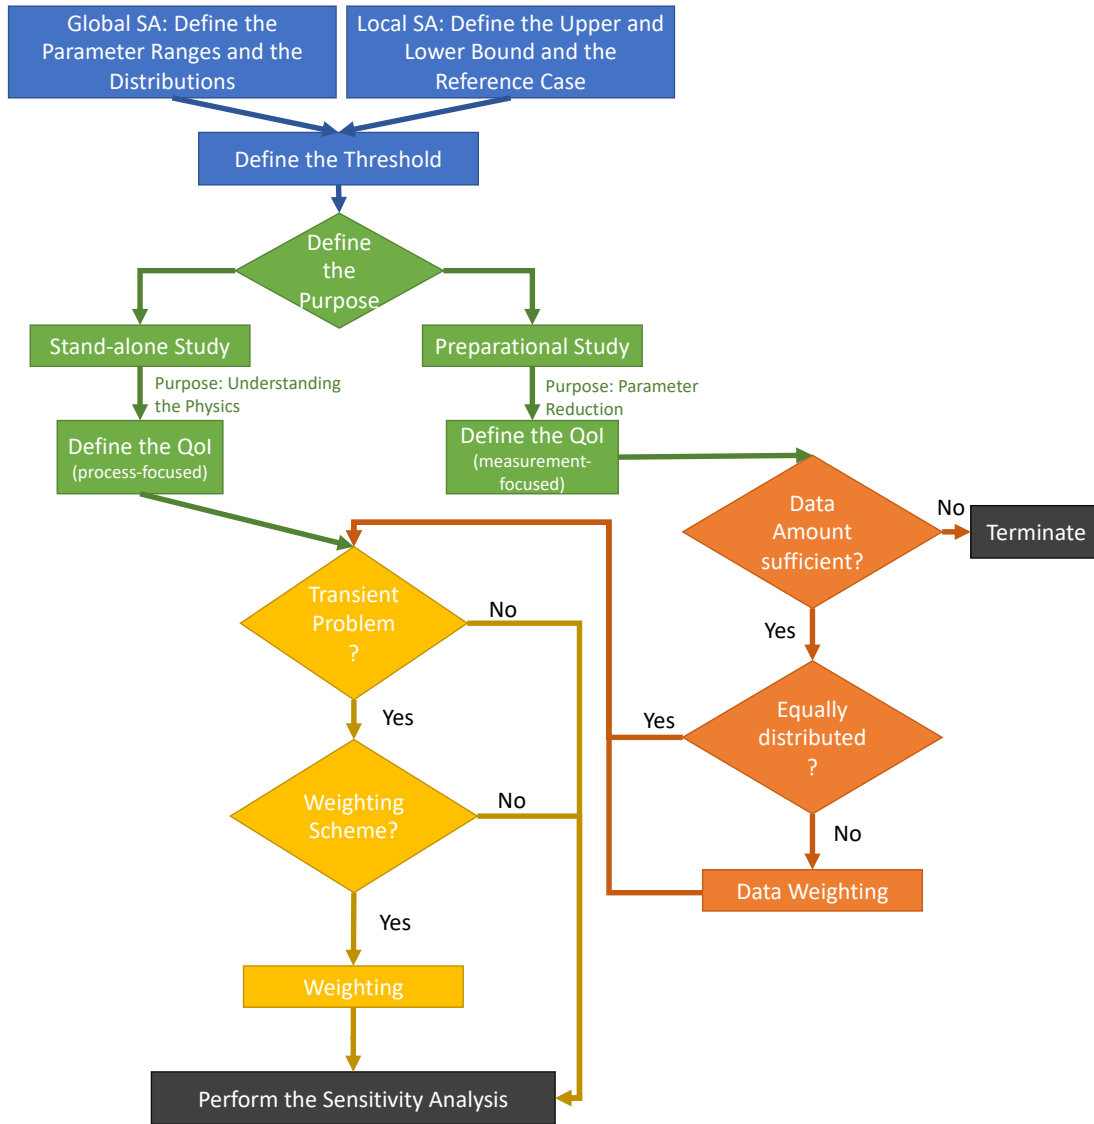 Global SA: Define the
Parameter Ranges and the
Distributions
Local SA: Define the Upper and
Lower Bound and the
Reference Case
Define the Threshold
Define
the
Purpose
Stand-alone Study
Preparational Study
Purpose: Understanding
the Physics
Purpose: Parameter
Reduction
Define the QoI
(process-focused)
Define the QoI
(measurement-
focused)
Data
Amount
sufficient?
No
Terminate
Transient
Problem
?
No
Yes
Yes
Equally
distributed
?
Yes
Weighting
Scheme?
No
No
Data Weighting
Yes
Weighting
Perform the Sensitivity Analysis